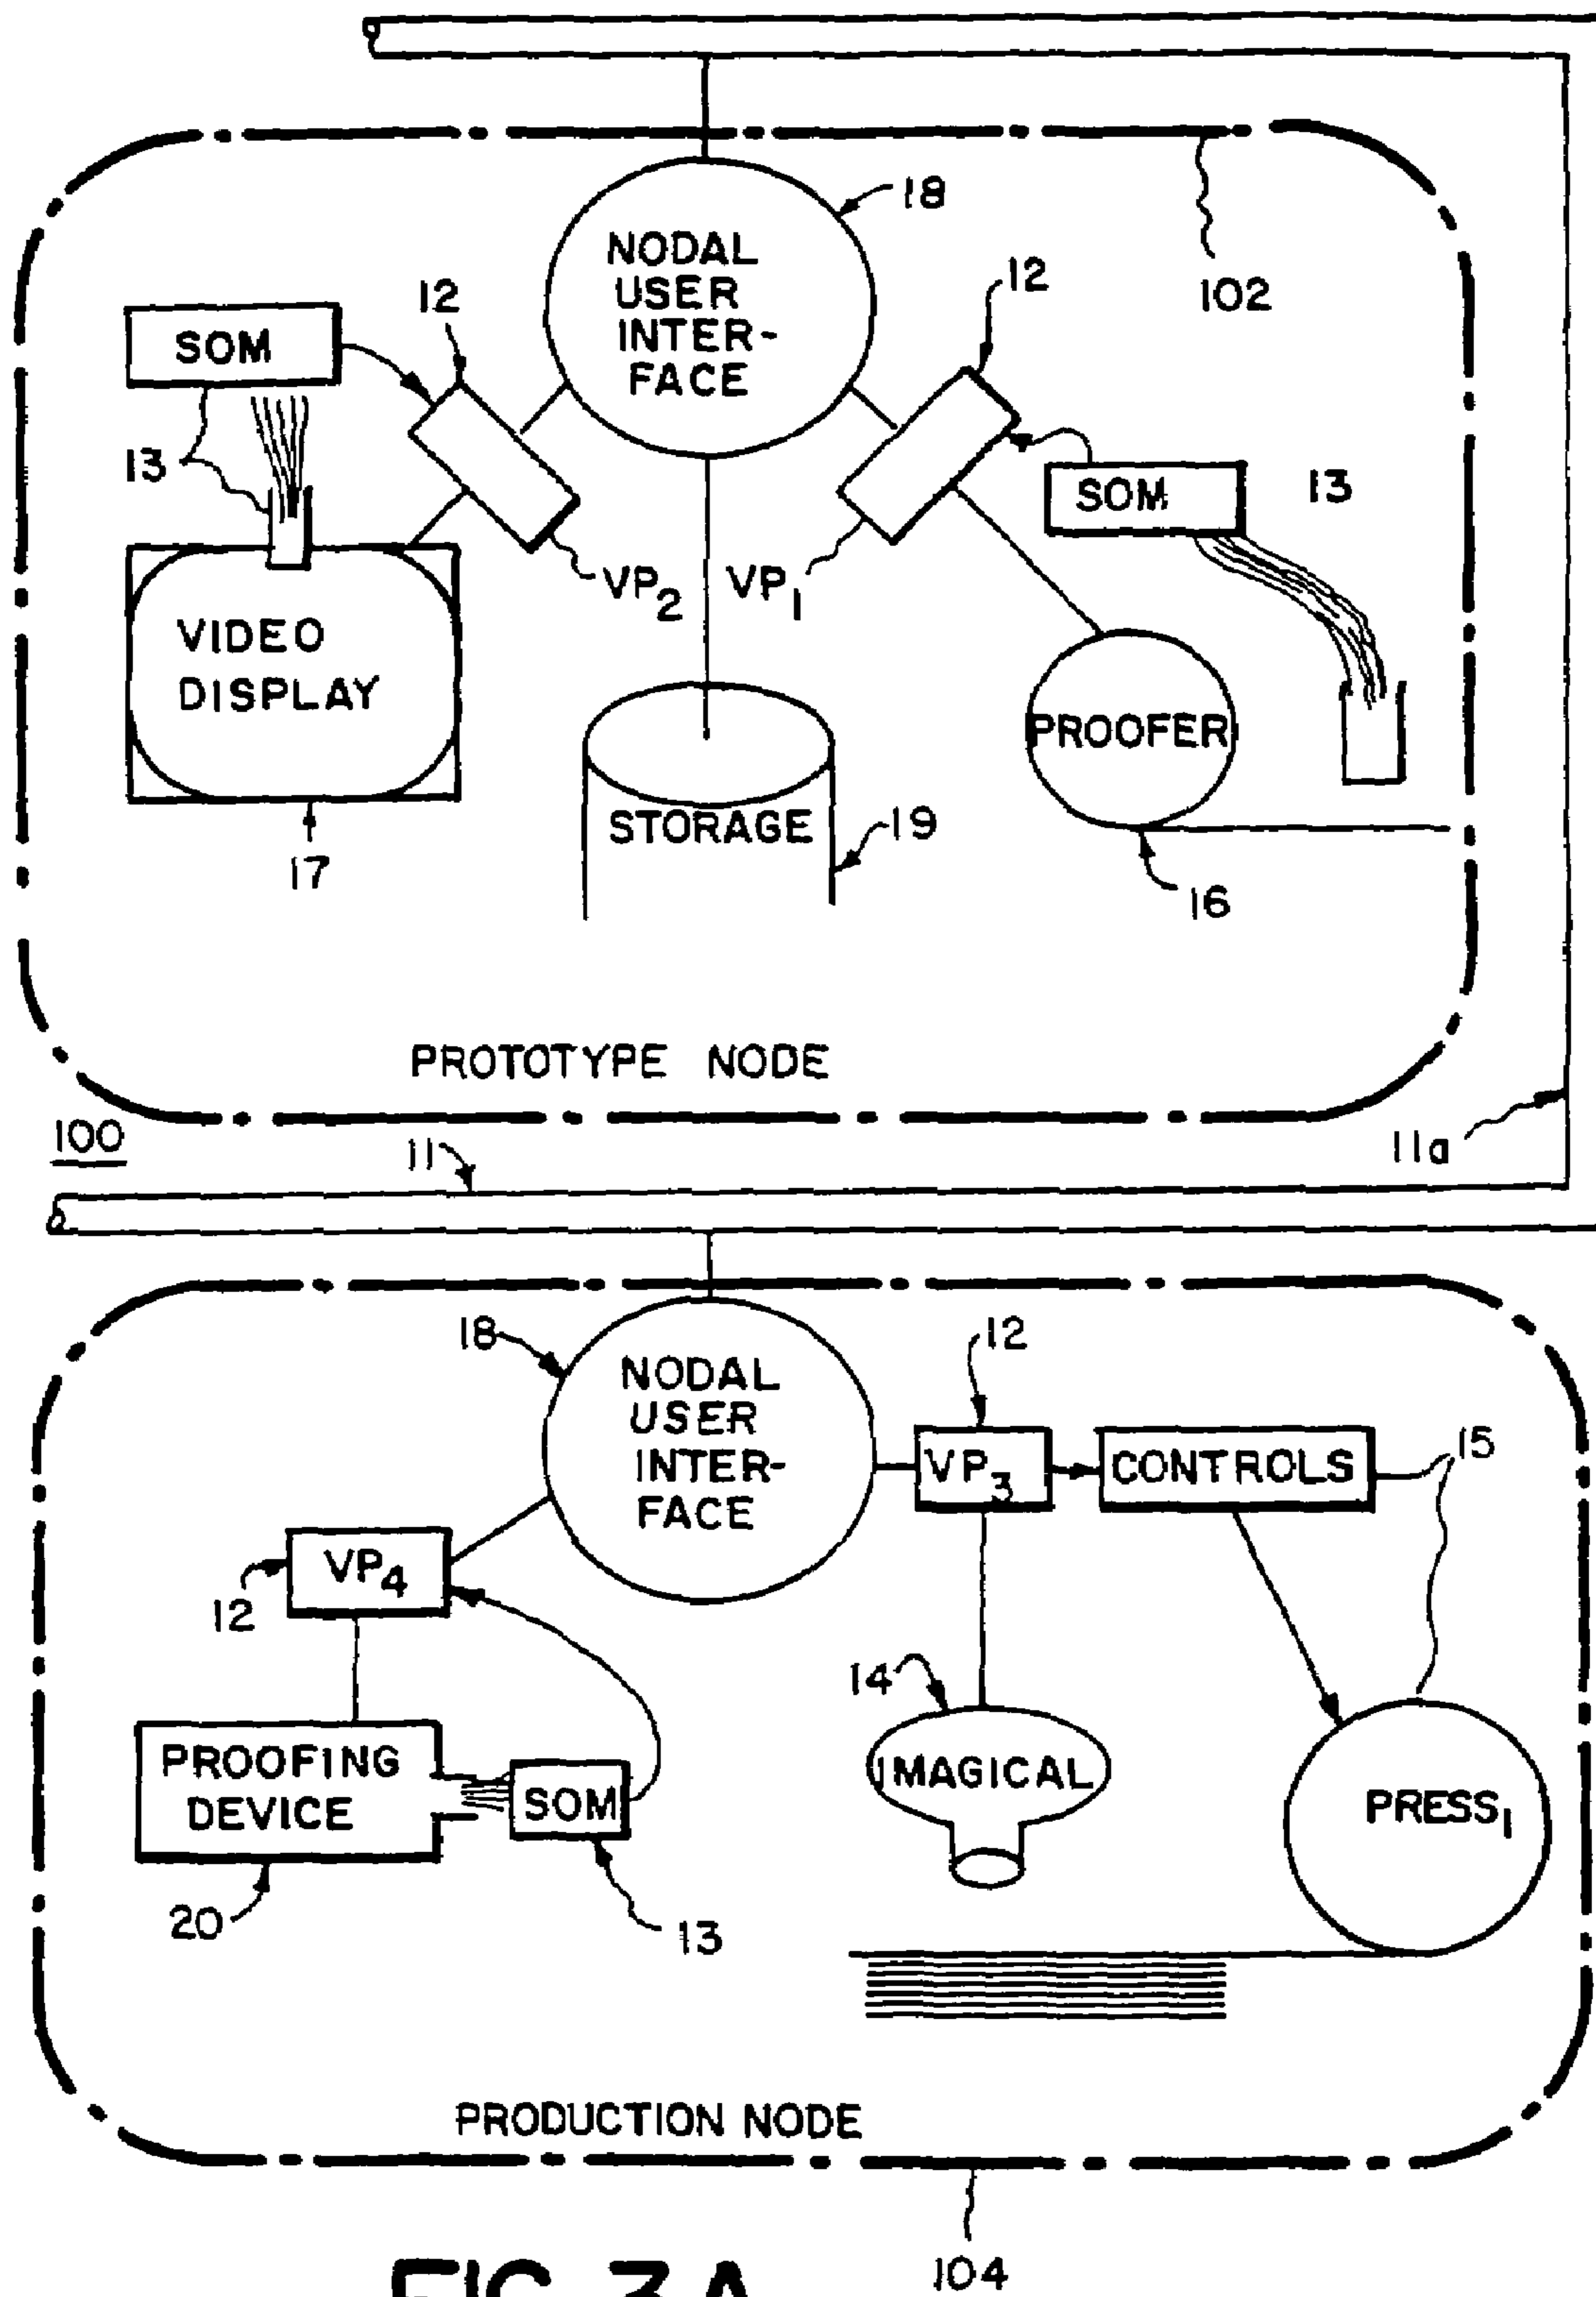 18
NODAL
USER
INTER-
FACE
102
12
12
SOM
13
SOM
13
VP2
VP1
VIDEO
DISPLAY
PROOFER
STORAGE
19
17
16
PROTOTYPE NODE
100
11
11a
18
NODAL
USER
INTER-
FACE
12
VP3
CONTROLS
15
VP4
12
14
PROOFING
DEVICE
SOM
IMAGICAL
PRESS1
20
13
PRODUCTION NODE
104
FIG. 3A